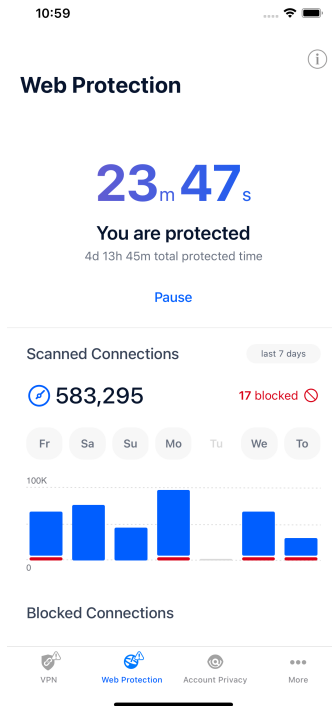 10:59
Web Protection
23m 47s
You are protected
4d 13h 45m total protected time
Pause
Scanned Connections
last 7 days
583,295
17 blocked
Fr Sa Su Mo Tu We To
100K
0
Blocked Connections
VPN Web Protection Account Privacy More